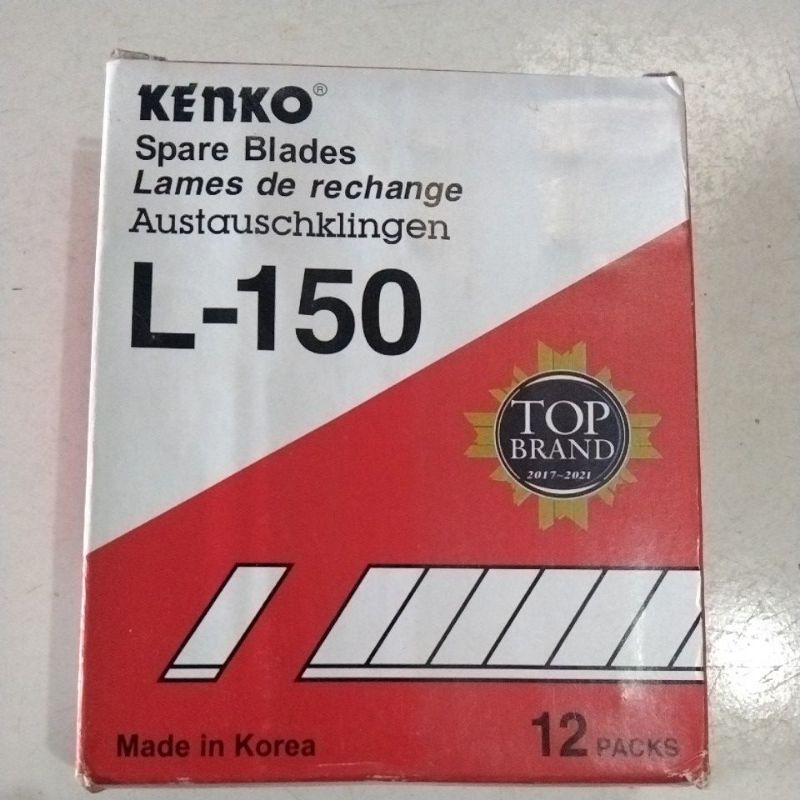 KENKO®
Spare Blades
Lames de rechange
Austauschklingen
L-150
TOP
BRAND
2017~2021
Made in Korea
12 PACKS